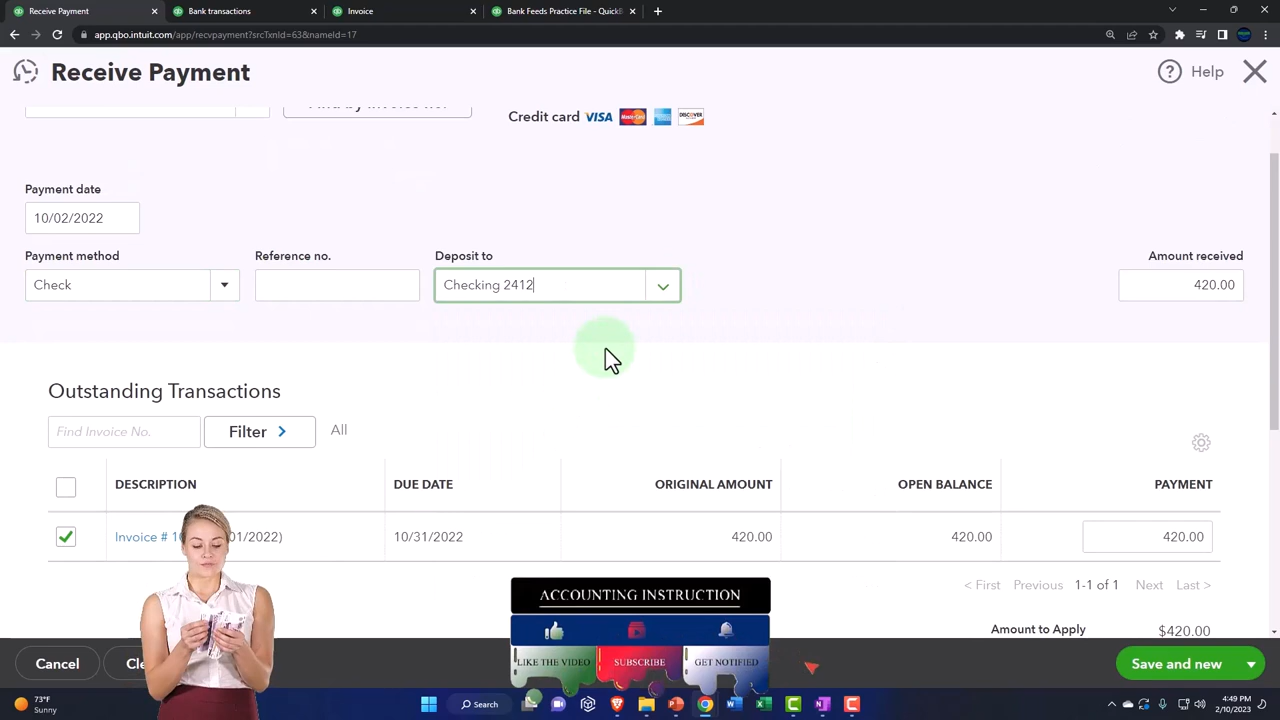 Receive Payment
Bank transactions
Invoice
Bank Feeds Practice File - Quick
app.qbo.intuit.com/app/recvpayment?srcTxnId=63&nameId=17
Receive Payment
Help
Credit card VISA
Payment date
10/02/2022
Payment method
Reference no.
Deposit to
Amount received
Check
Checking 2412
420.00
Outstanding Transactions
Find Invoice No.
Filter
All
DESCRIPTION
DUE DATE
ORIGINAL AMOUNT
OPEN BALANCE
PAYMENT
Invoice # 10
01/2022)
10/31/2022
420.00
420.00
420.00
< First
Previous
1-1 of 1
Next
Last >
ACCOUNTING INSTRUCTION
Amount to Apply
$420.00
LIKE THE VIDEO
SUBSCRIBE
GET NOTIFIED
Cancel
Save and new
73°F
Sunny
Search
4:49 PM
2/10/2023